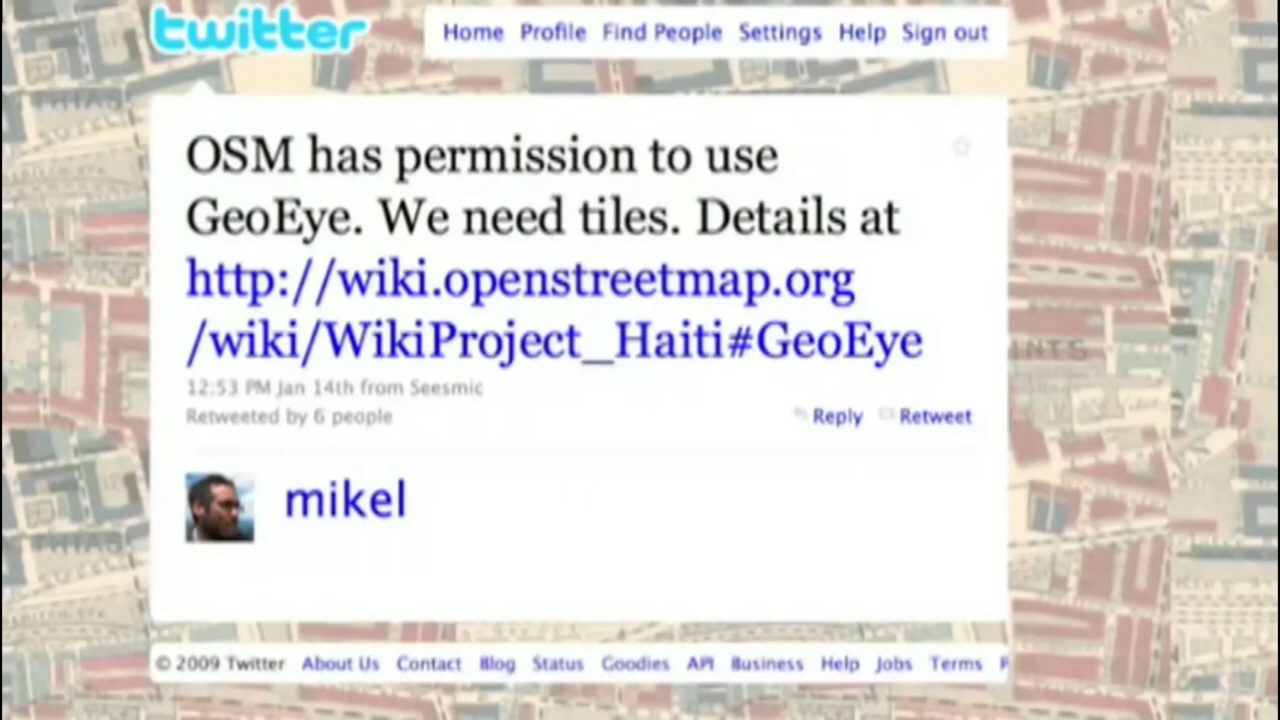 twitter
Home Profile Find People Settings Help Sign out
OSM has permission to use
GeoEye. We need tiles. Details at
http://wiki.openstreetmap.org
/wiki/WikiProject_Haiti#GeoEye
12:53 PM Jan 14th from Seesmic
Retweeted by 6 people
Reply Retweet
mikel
© 2009 Twitter About Us Contact Blog Status Goodies API Business Help Jobs Terms